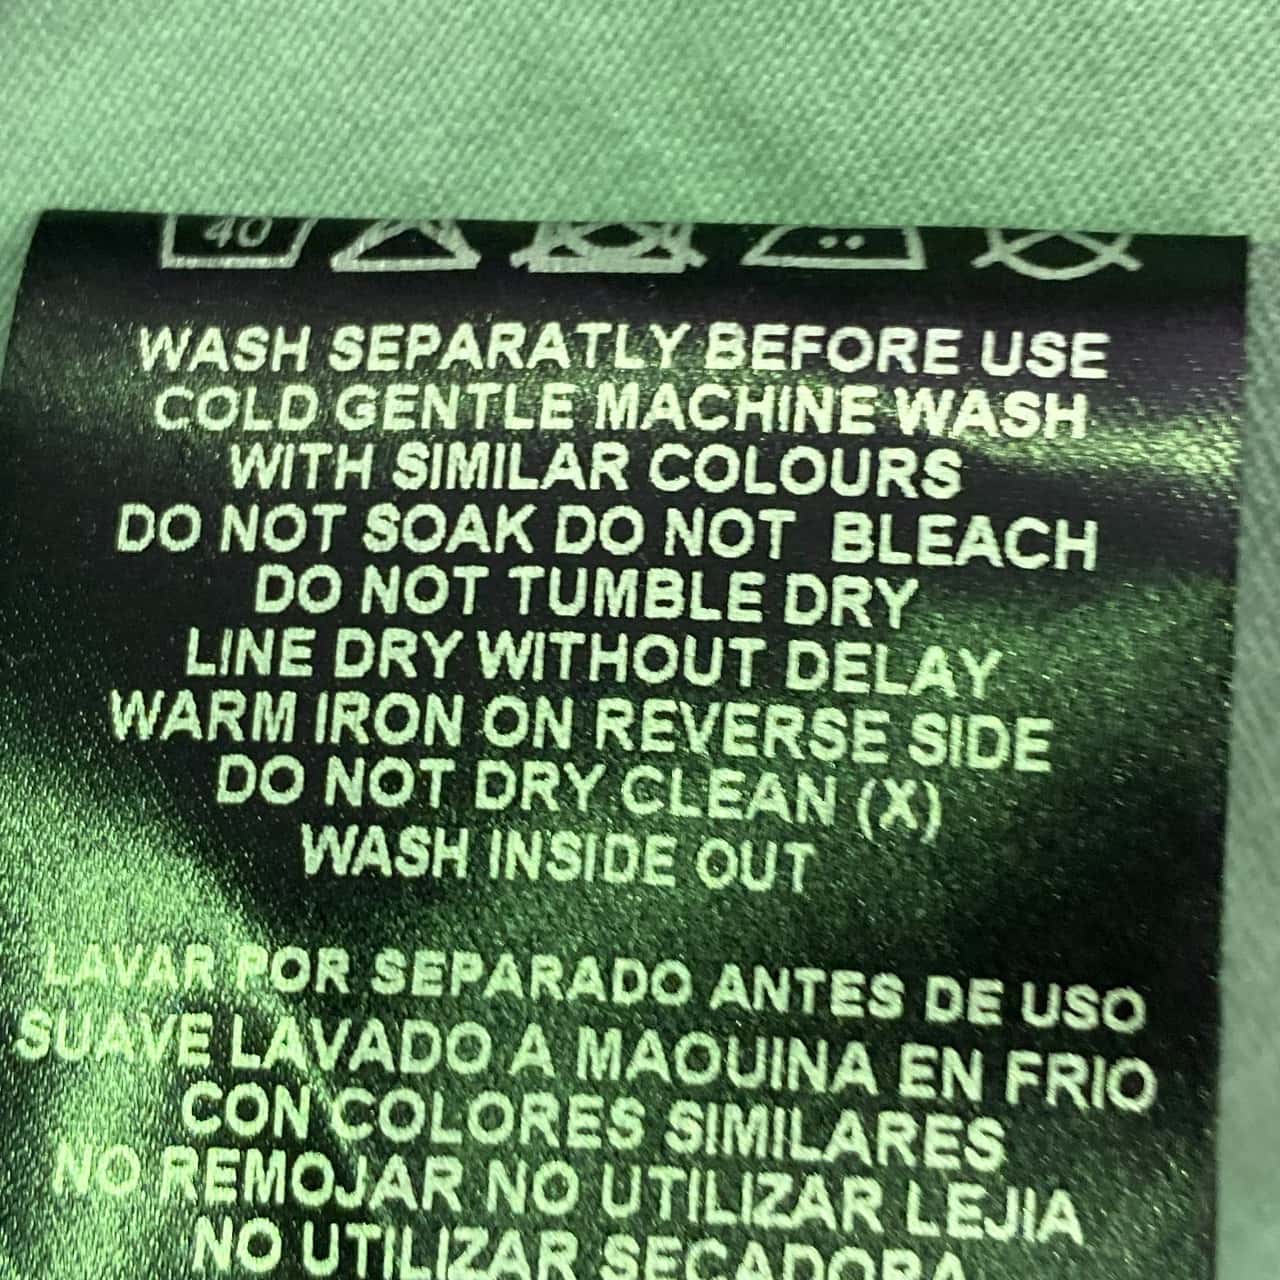 40
WASH SEPARATLY BEFORE USE
COLD GENTLE MACHINE WASH
WITH SIMILAR COLOURS
DO NOT SOAK DO NOT BLEACH
DO NOT TUMBLE DRY
LINE DRY WITHOUT DELAY
WARM IRON ON REVERSE SIDE
DO NOT DRY CLEAN (X)
WASH INSIDE OUT
LAVAR POR SEPARADO ANTES DE USO
SUAVE LAVADO A MAQUINA EN FRIO
CON COLORES SIMILARES
NO REMOJAR NO UTILIZAR LEJIA
NO UTILIZAR SECADORA